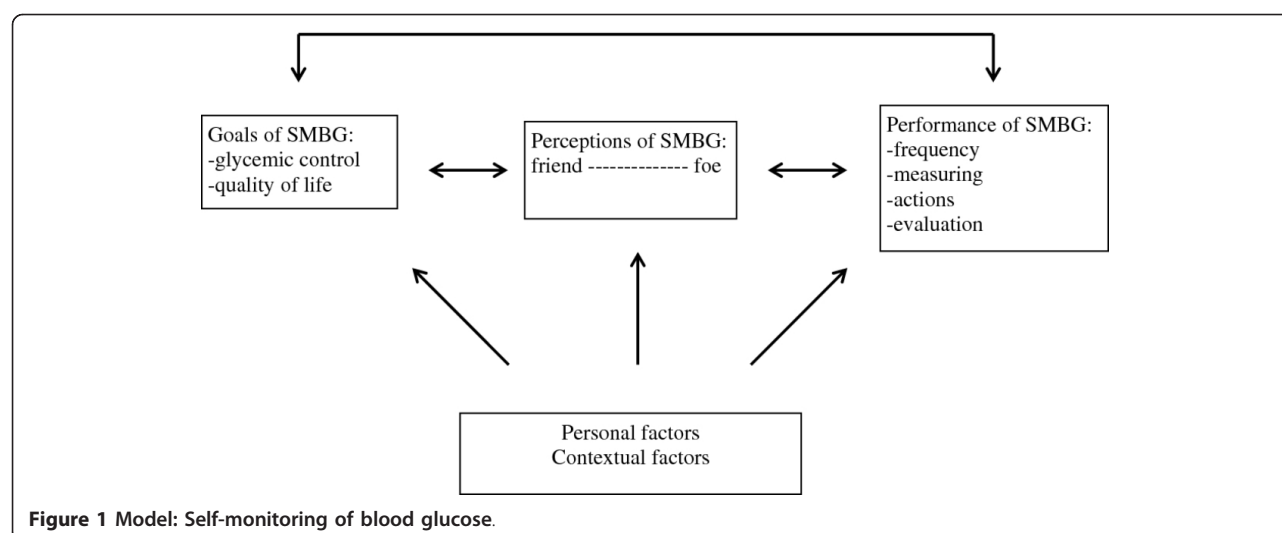 Goals of SMBG:
-glycemic control
-quality of life
Perceptions of SMBG:
friend -------------- foe
Performance of SMBG:
-frequency
-measuring
-actions
-evaluation
Personal factors
Contextual factors
Figure 1 Model: Self-monitoring of blood glucose.